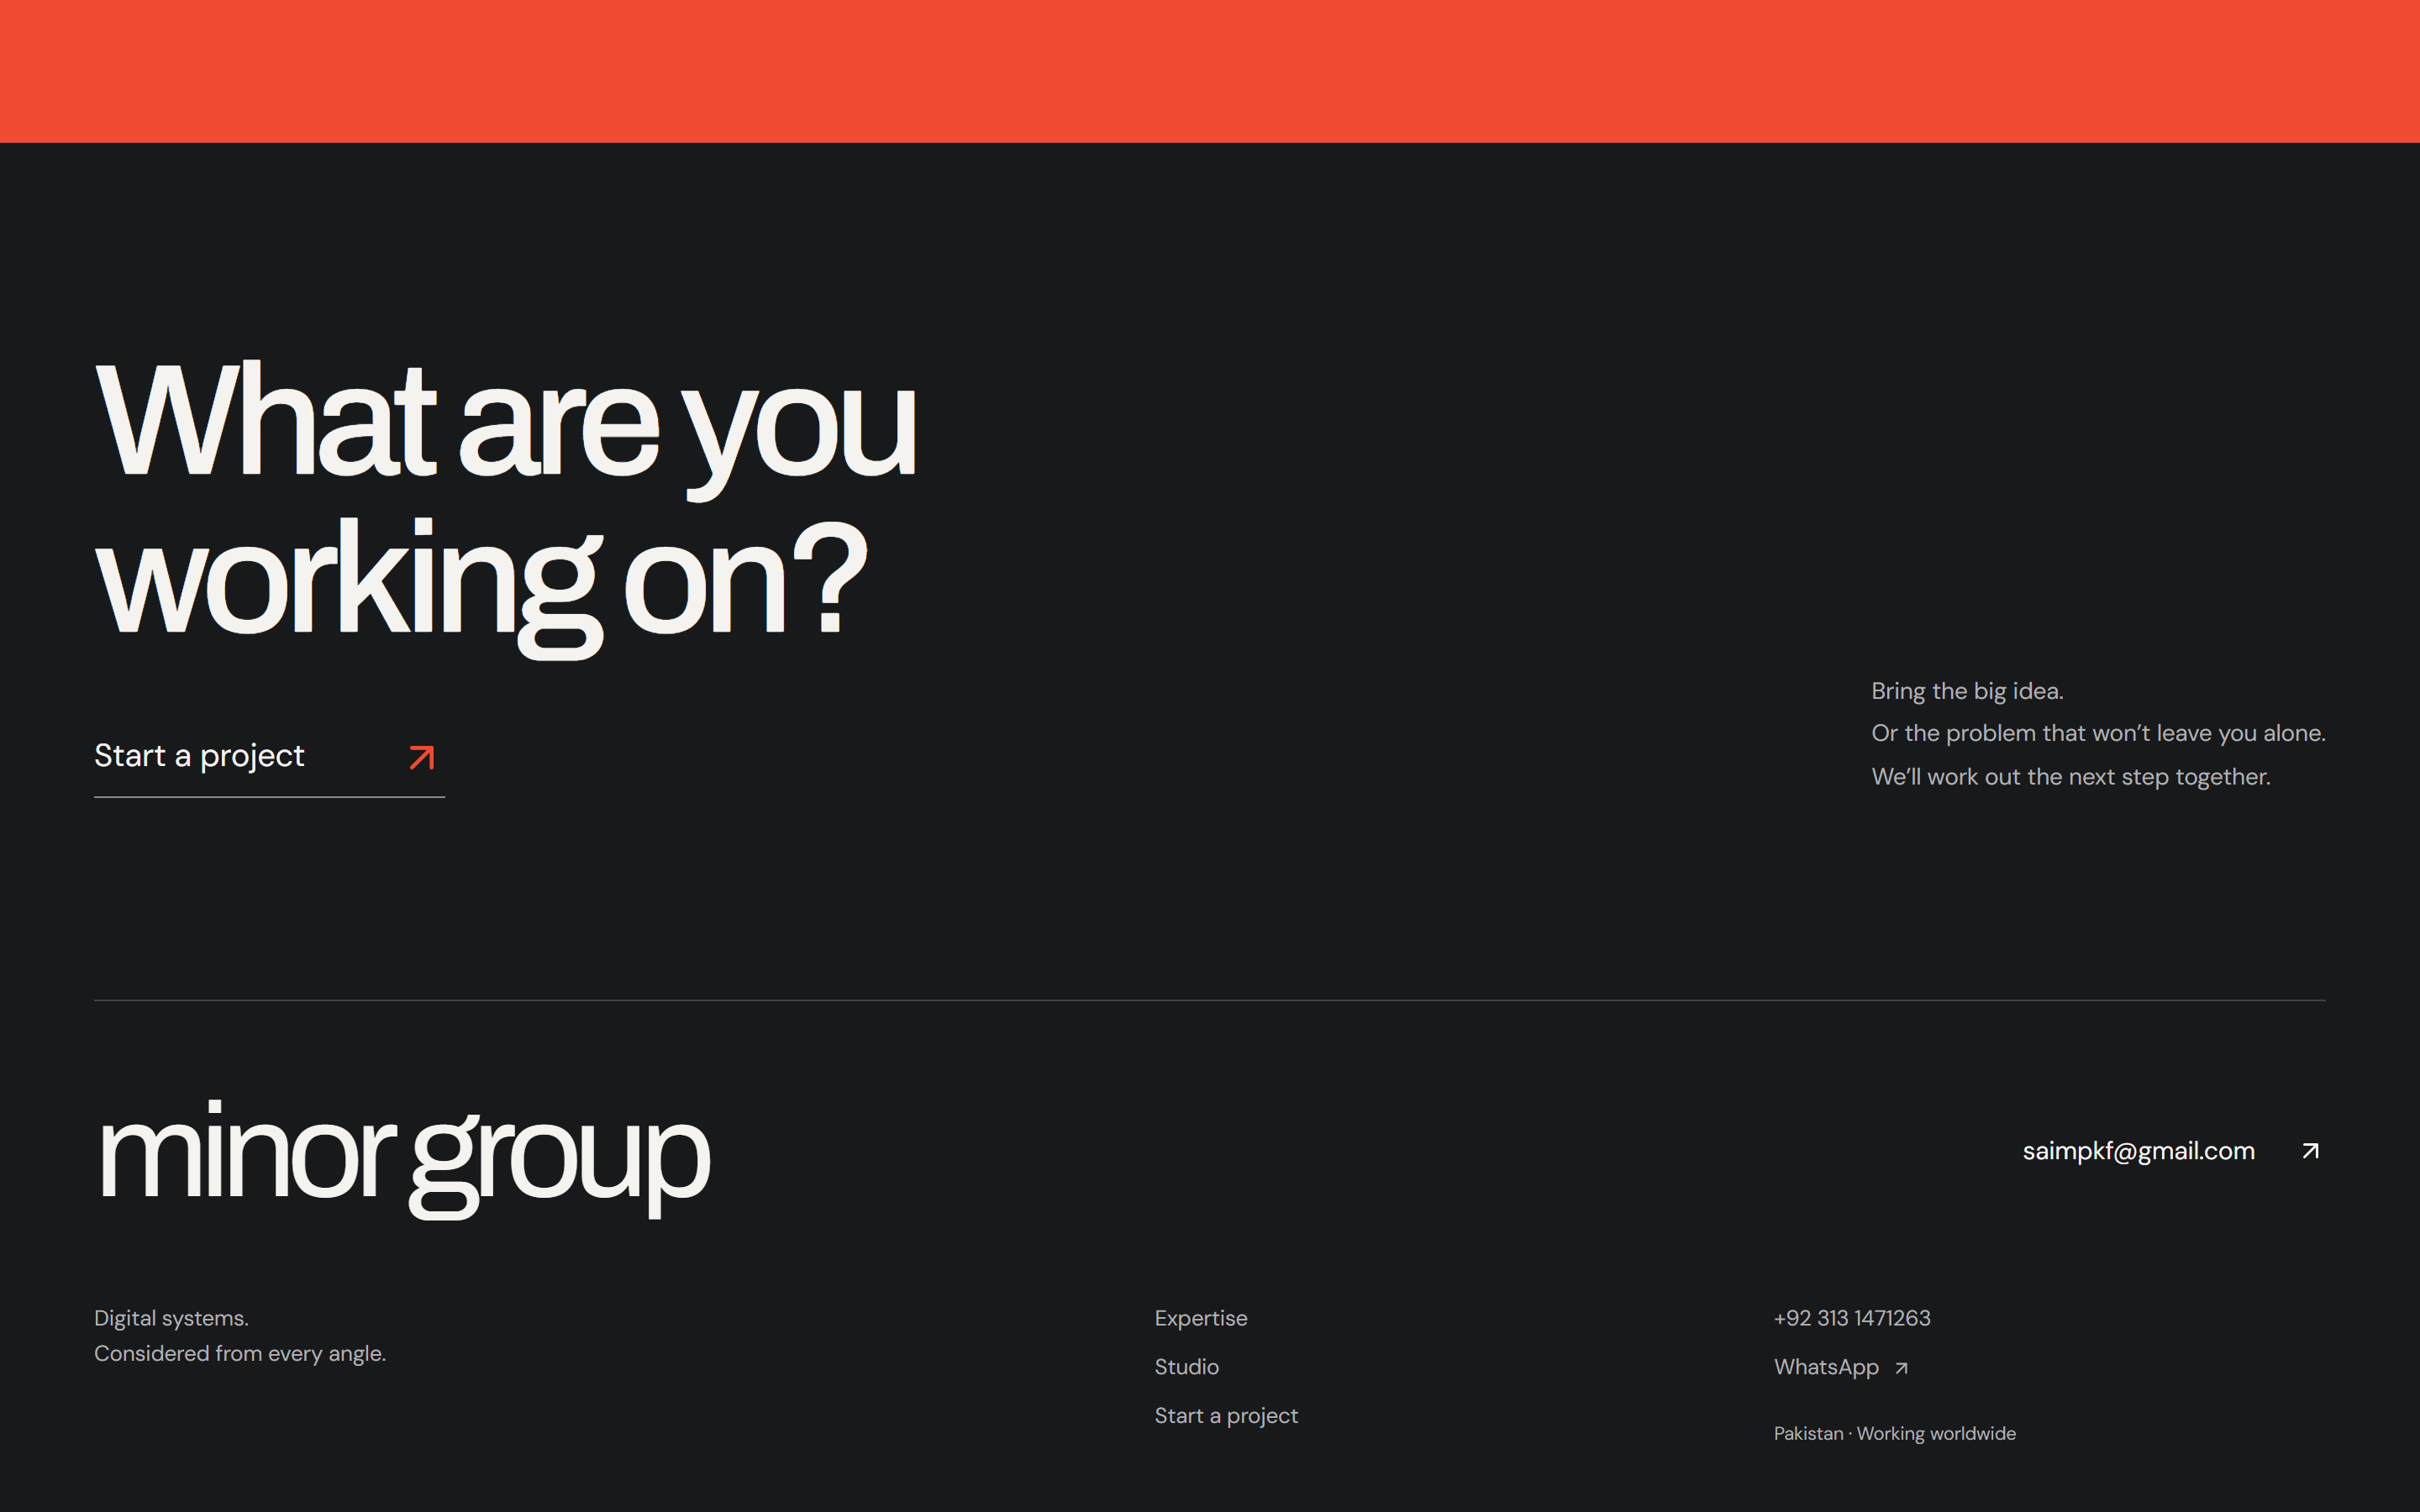 What are you
working on?
Start a project
Bring the big idea.
Or the problem that won’t leave you alone.
We’ll work out the next step together.
minor group
saimpkf@gmail.com
Digital systems.
Considered from every angle.
Expertise
Studio
Start a project
+92 313 1471263
WhatsApp
Pakistan · Working worldwide